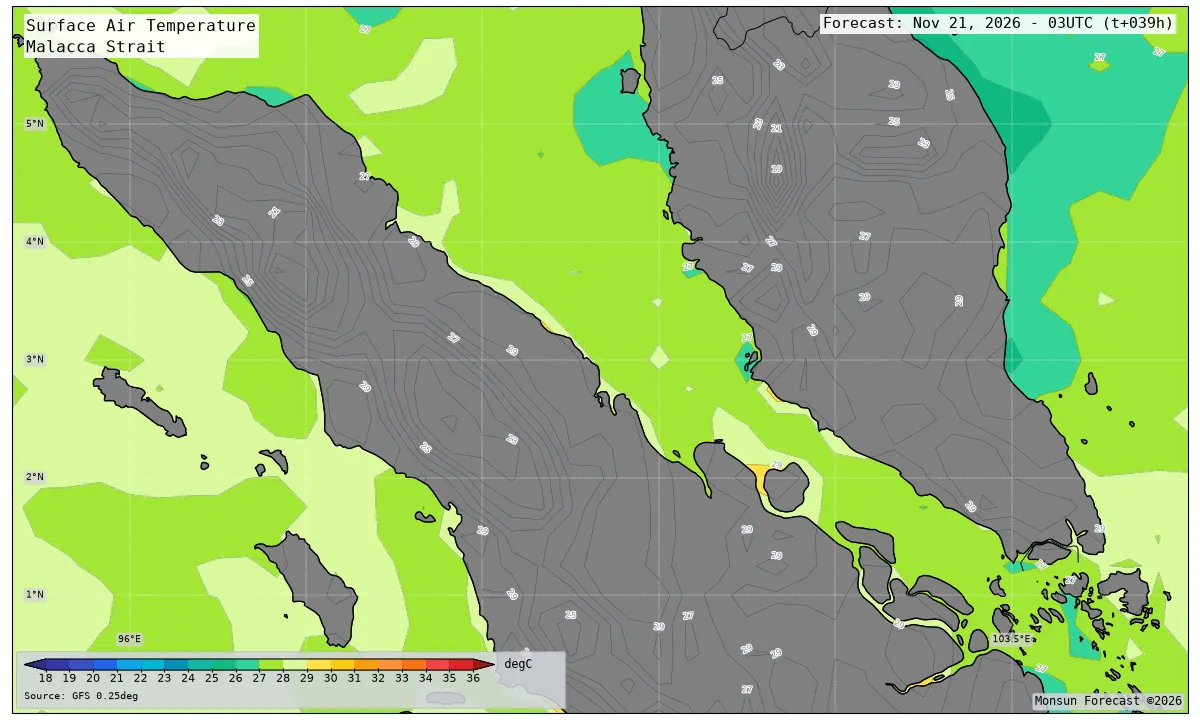 Surface Air Temperature
Malacca Strait
Forecast: Nov 21, 2026 - 03UTC (t+039h)
5°N
4°N
3°N
2°N
1°N
96°E
103.5°E
degC
18 19 20 21 22 23 24 25 26 27 28 29 30 31 32 33 34 35 36
Source: GFS 0.25deg
Monsun Forecast ©2026